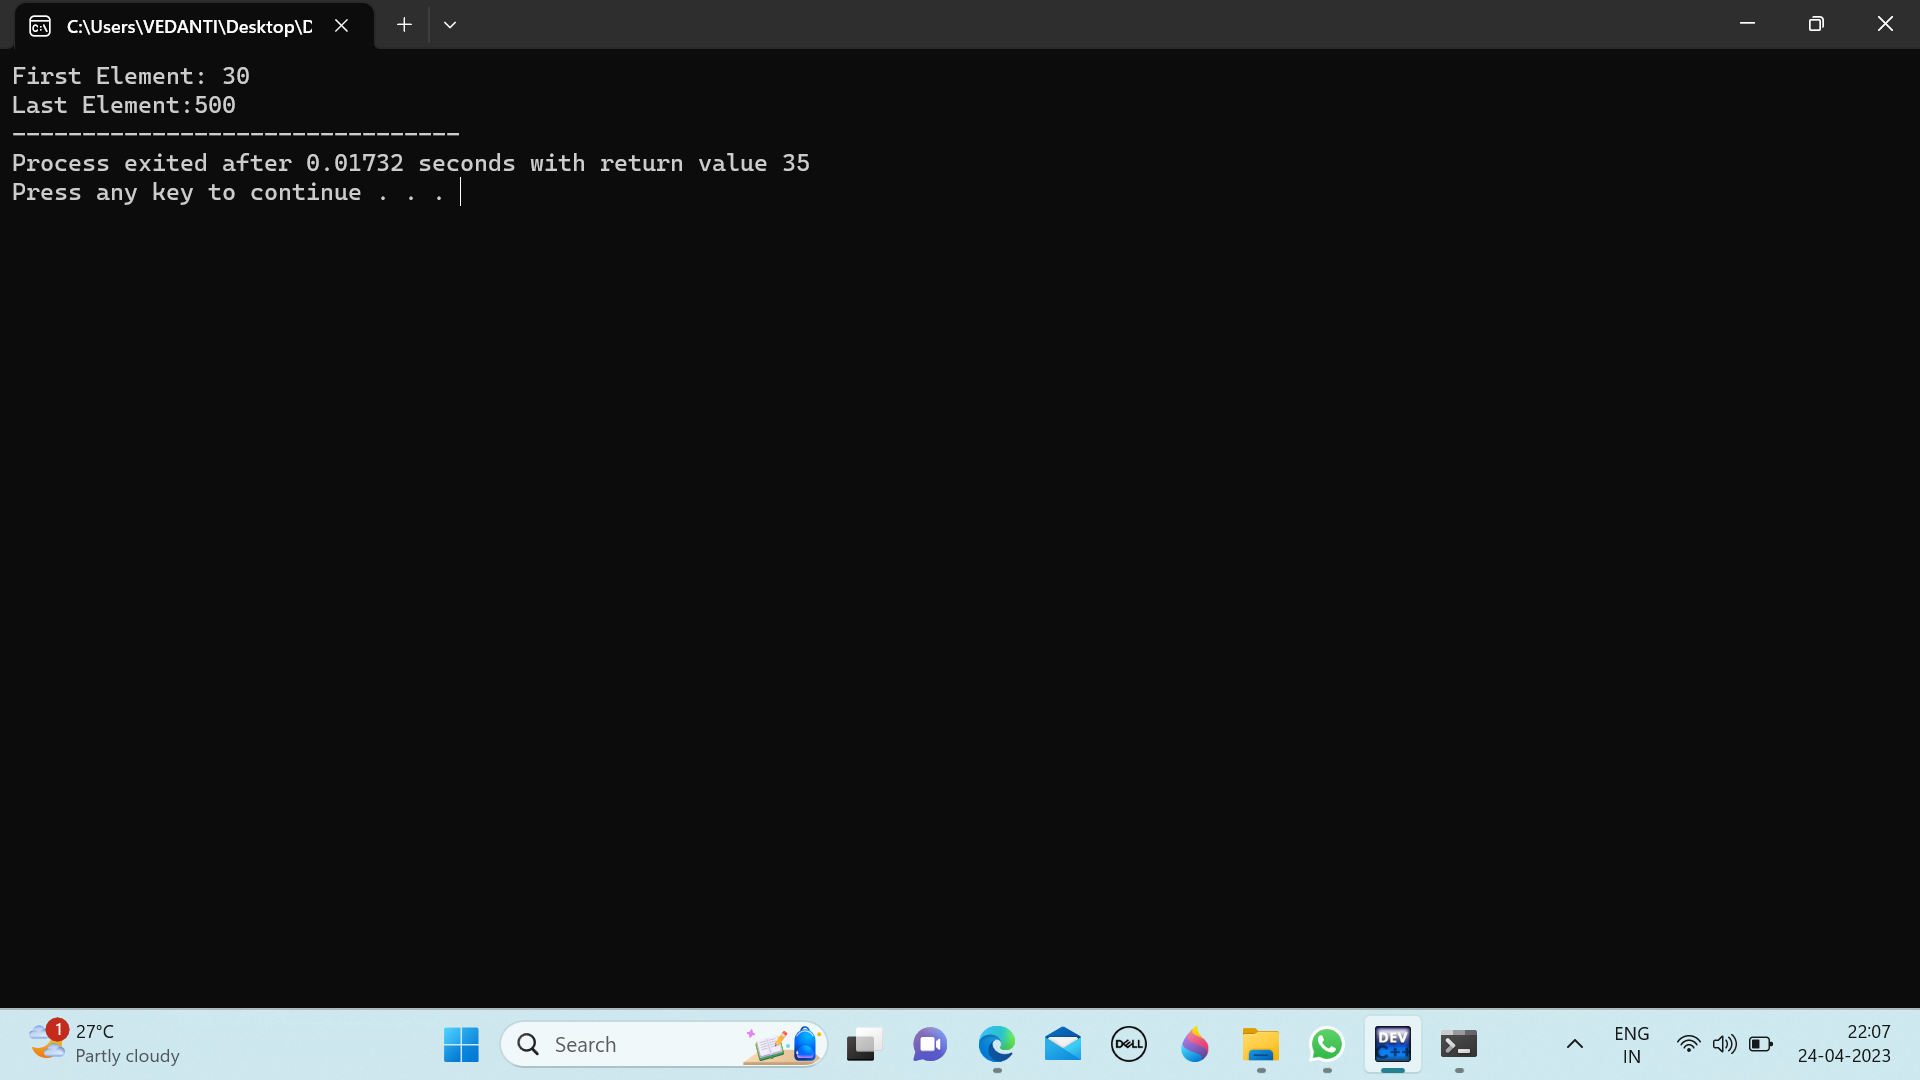 C:\Users\VEDANTI\Desktop\D
First Element: 30
Last Element:500
--------------------------------
Process exited after 0.01732 seconds with return value 35
Press any key to continue . . .
1
27°C
Partly cloudy
Search
DELL
DEV
C++
ENG
IN
22:07
24-04-2023